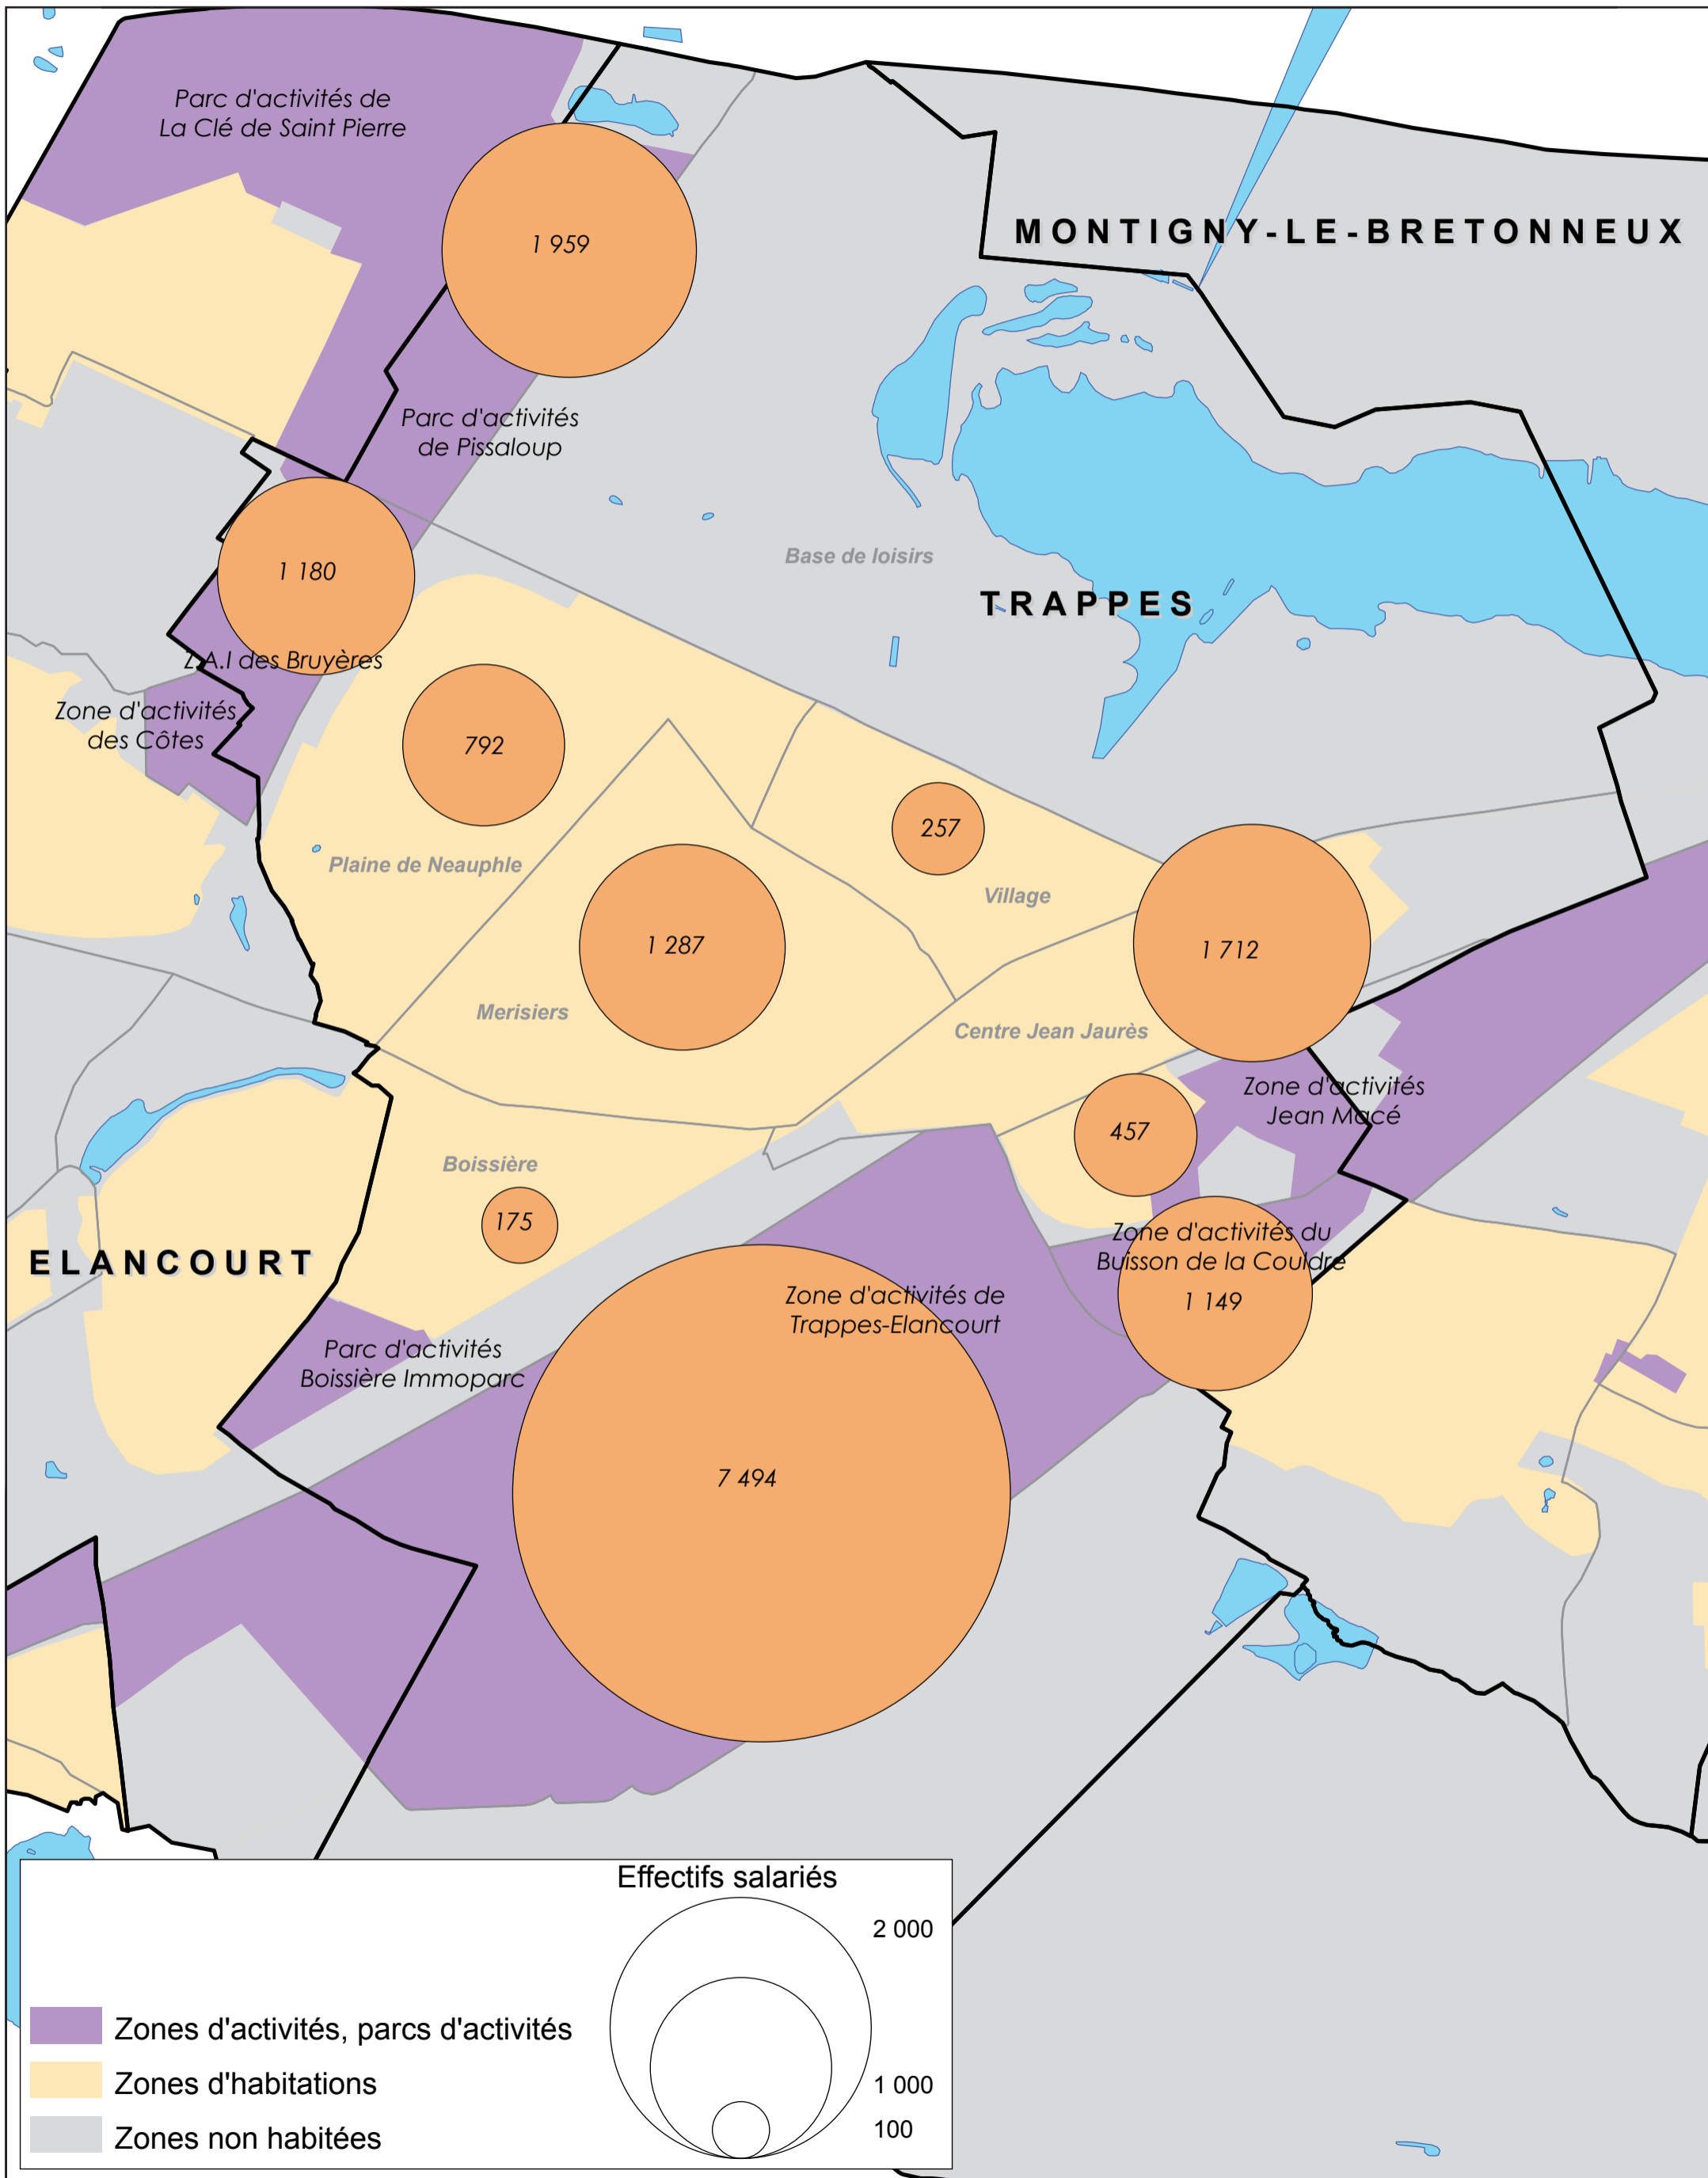 Parc d'activités de
La Clé de Saint Pierre
MONTIGNY-LE-BRETONNEUX
1 959
Parc d'activités
de Pissaloup
Base de loisirs
1 180
TRAPPES
Z.A.I des Bruyères
Zone d'activités
des Côtes
792
257
Plaine de Neauphle
Village
1 287
1 712
Merisiers
Centre Jean Jaurès
Zone d'activités
Jean Macé
457
Boissière
175
Zone d'activités du
Buisson de la Couldre
ELANCOURT
Zone d'activités de
Trappes-Elancourt
1 149
Parc d'activités
Boissière Immoparc
7 494
Effectifs salariés
2 000
1 000
100
Zones d'activités, parcs d'activités
Zones d'habitations
Zones non habitées